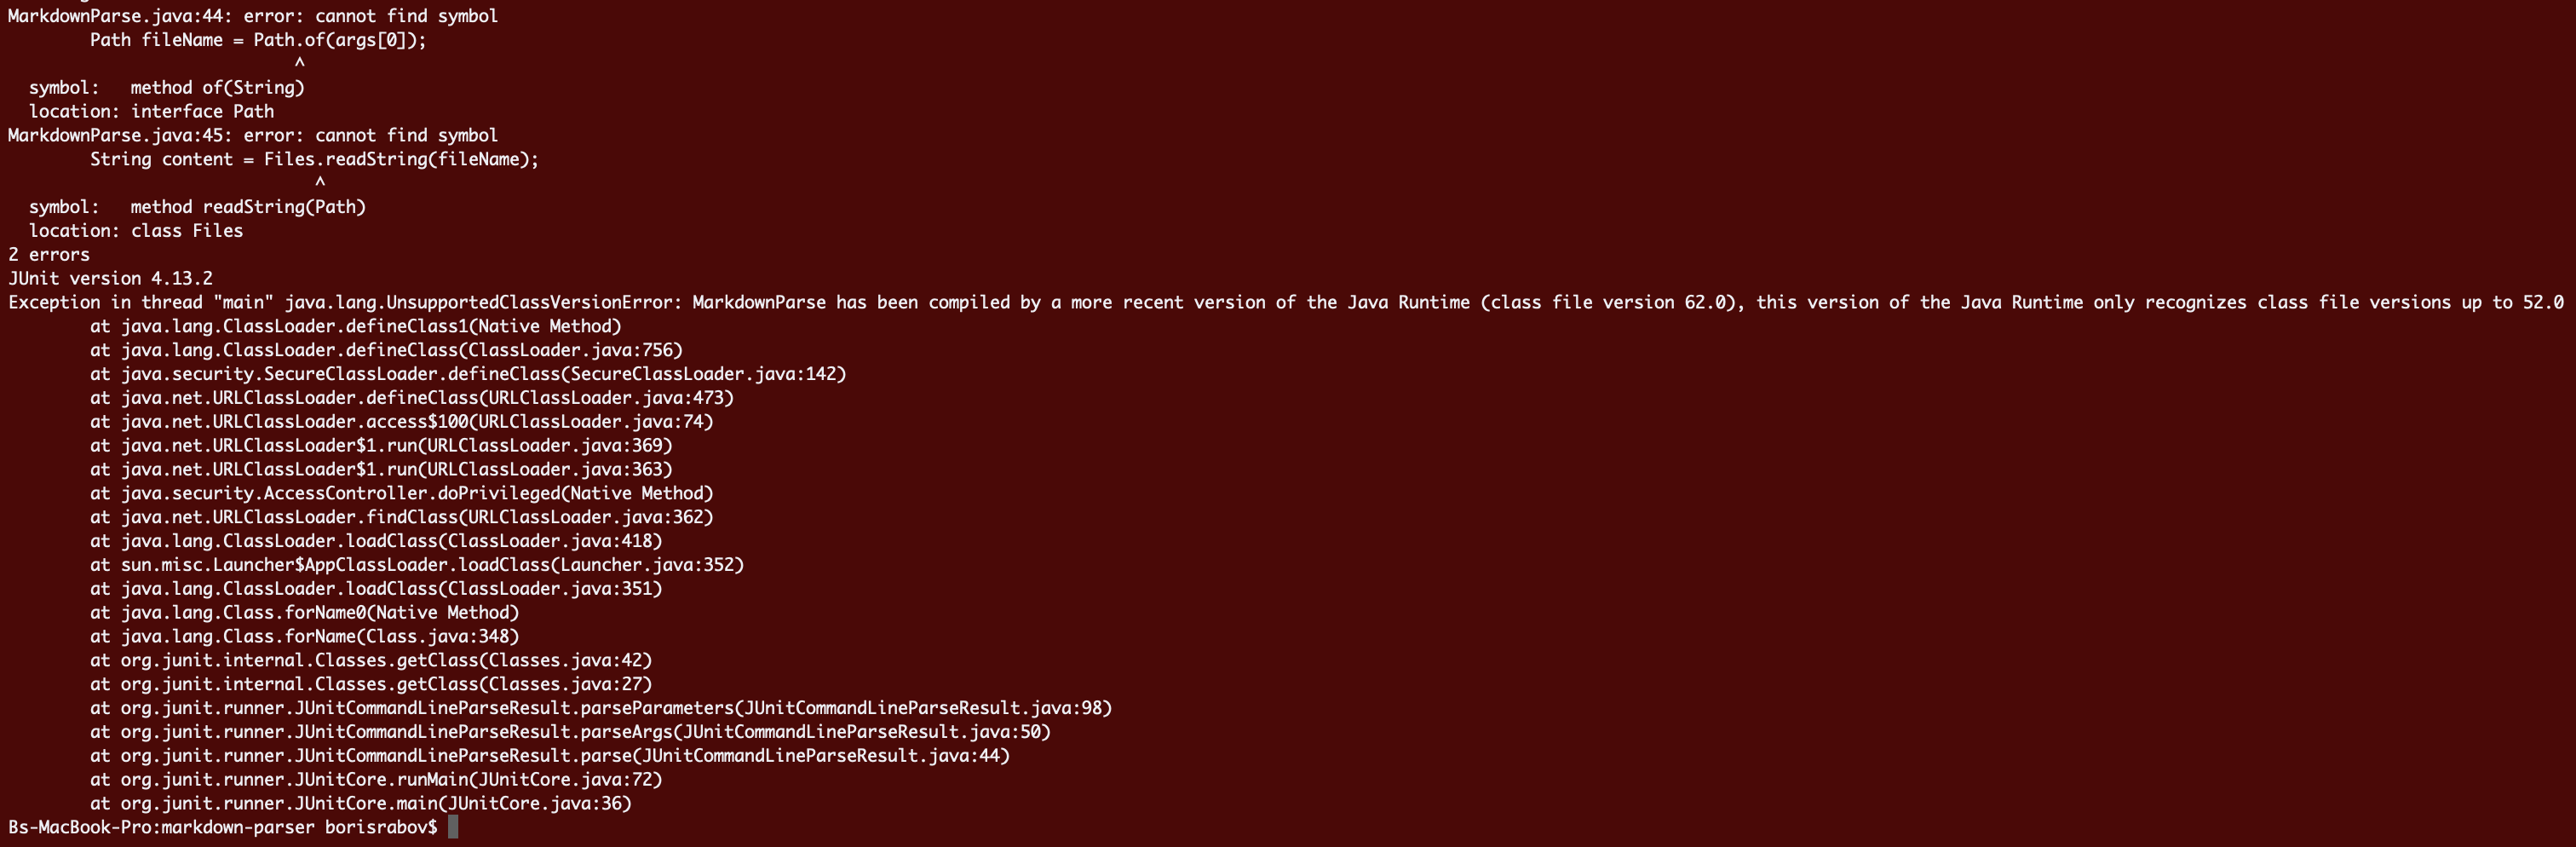 MarkdownParse.java:44: error: cannot find symbol
        Path fileName = Path.of(args[0]);
                            ^
  symbol:   method of(String)
  location: interface Path
MarkdownParse.java:45: error: cannot find symbol
        String content = Files.readString(fileName);
                              ^
  symbol:   method readString(Path)
  location: class Files
2 errors
JUnit version 4.13.2
Exception in thread "main" java.lang.UnsupportedClassVersionError: MarkdownParse has been compiled by a more recent version of the Java Runtime (class file version 62.0), this version of the Java Runtime only recognizes class file versions up to 52.0
        at java.lang.ClassLoader.defineClass1(Native Method)
        at java.lang.ClassLoader.defineClass(ClassLoader.java:756)
        at java.security.SecureClassLoader.defineClass(SecureClassLoader.java:142)
        at java.net.URLClassLoader.defineClass(URLClassLoader.java:473)
        at java.net.URLClassLoader.access$100(URLClassLoader.java:74)
        at java.net.URLClassLoader$1.run(URLClassLoader.java:369)
        at java.net.URLClassLoader$1.run(URLClassLoader.java:363)
        at java.security.AccessController.doPrivileged(Native Method)
        at java.net.URLClassLoader.findClass(URLClassLoader.java:362)
        at java.lang.ClassLoader.loadClass(ClassLoader.java:418)
        at sun.misc.Launcher$AppClassLoader.loadClass(Launcher.java:352)
        at java.lang.ClassLoader.loadClass(ClassLoader.java:351)
        at java.lang.Class.forName0(Native Method)
        at java.lang.Class.forName(Class.java:348)
        at org.junit.internal.Classes.getClass(Classes.java:42)
        at org.junit.internal.Classes.getClass(Classes.java:27)
        at org.junit.runner.JUnitCommandLineParseResult.parseParameters(JUnitCommandLineParseResult.java:98)
        at org.junit.runner.JUnitCommandLineParseResult.parseArgs(JUnitCommandLineParseResult.java:50)
        at org.junit.runner.JUnitCommandLineParseResult.parse(JUnitCommandLineParseResult.java:44)
        at org.junit.runner.JUnitCore.runMain(JUnitCore.java:72)
        at org.junit.runner.JUnitCore.main(JUnitCore.java:36)
Bs-MacBook-Pro:markdown-parser borisrabov$